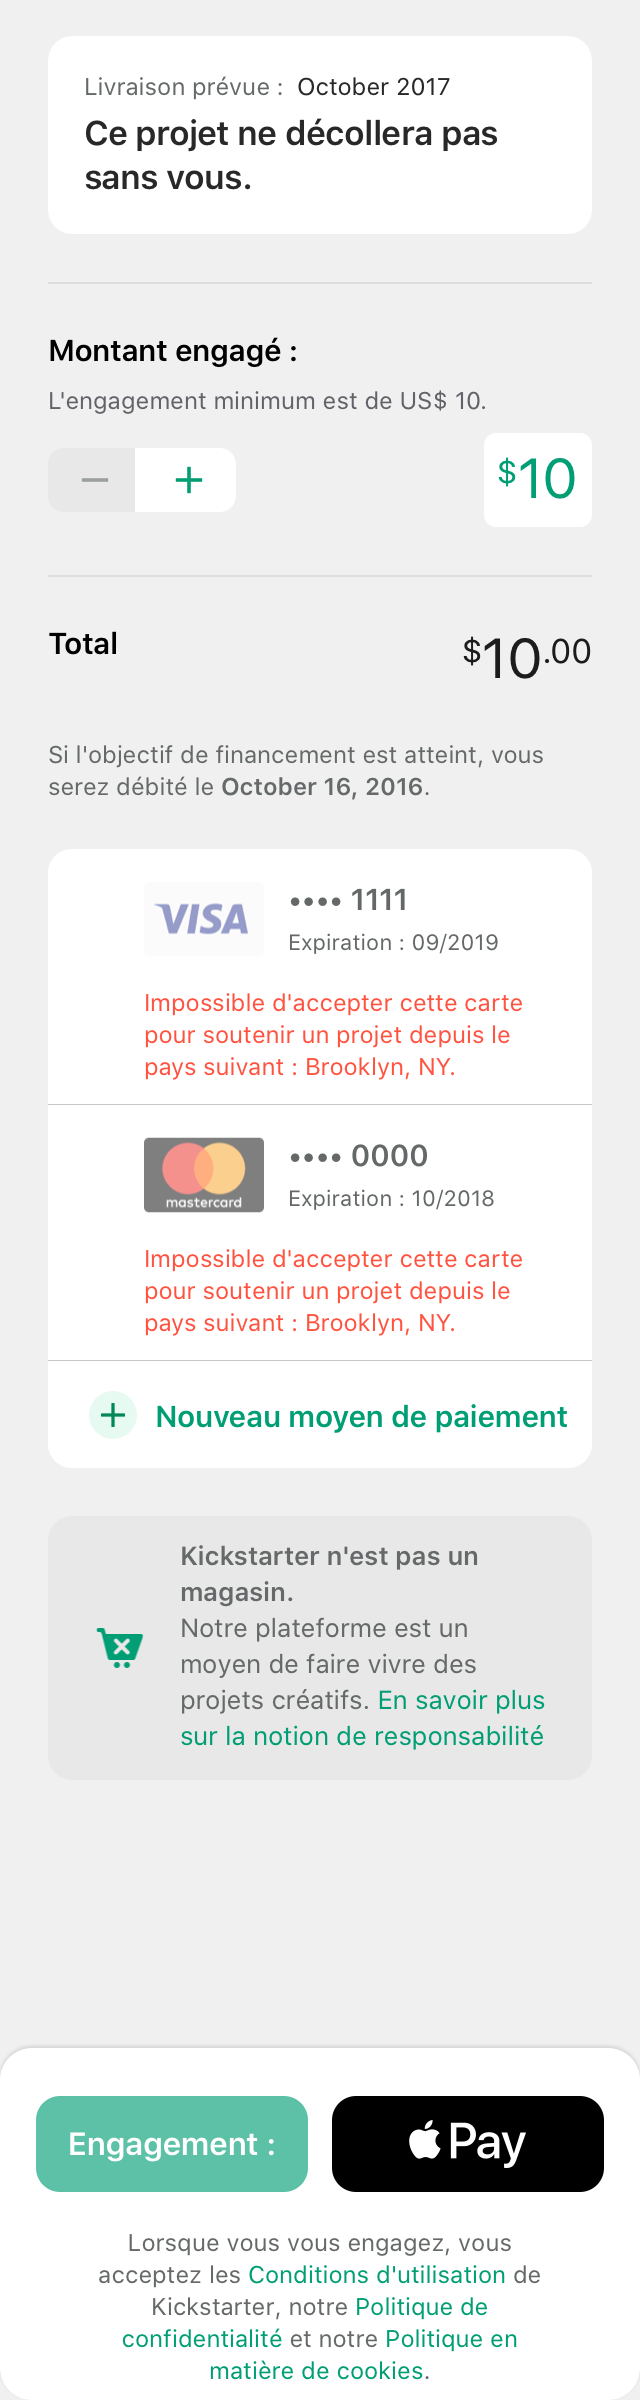 Livraison prévue : October 2017
Ce projet ne décollera pas
sans vous.
Montant engagé :
L'engagement minimum est de US$ 10.
$10
Total
$10.00
Si l'objectif de financement est atteint, vous
serez débité le October 16, 2016.
VISA
•••• 1111
Expiration : 09/2019
Impossible d'accepter cette carte
pour soutenir un projet depuis le
pays suivant : Brooklyn, NY.
mastercard
•••• 0000
Expiration : 10/2018
Impossible d'accepter cette carte
pour soutenir un projet depuis le
pays suivant : Brooklyn, NY.
Nouveau moyen de paiement
Kickstarter n'est pas un
magasin.
Notre plateforme est un
moyen de faire vivre des
projets créatifs. En savoir plus
sur la notion de responsabilité
Engagement :
Pay
Lorsque vous vous engagez, vous
acceptez les Conditions d'utilisation de
Kickstarter, notre Politique de
confidentialité et notre Politique en
matière de cookies.